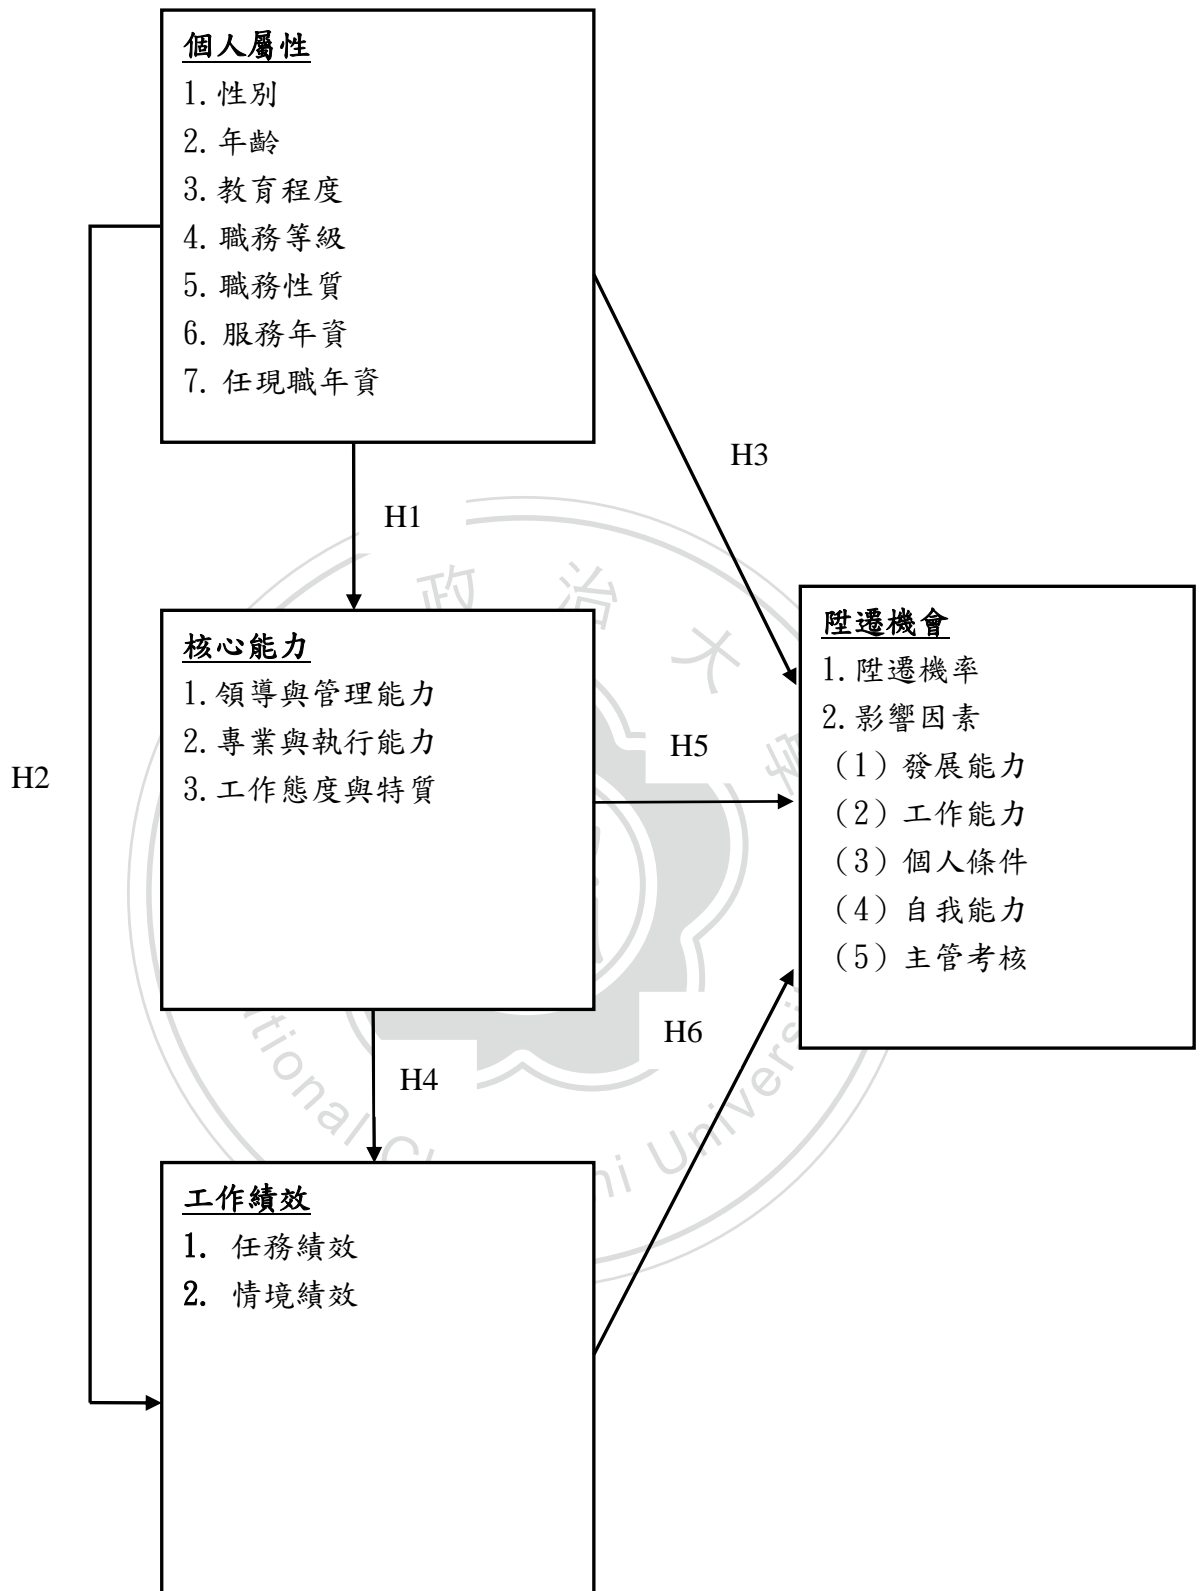 個人屬性
1. 性別
2. 年齡
3. 教育程度
4. 職務等級
5. 職務性質
6. 服務年資
7. 任現職年資
H3
H1
政治大學
核心能力
1. 領導與管理能力
2. 專業與執行能力
3. 工作態度與特質
H2
H5
陞遷機會
1. 陞遷機率
2. 影響因素
（1）發展能力
（2）工作能力
（3）個人條件
（4）自我能力
（5）主管考核
H6
H4
工作績效
1. 任務績效
2. 情境績效